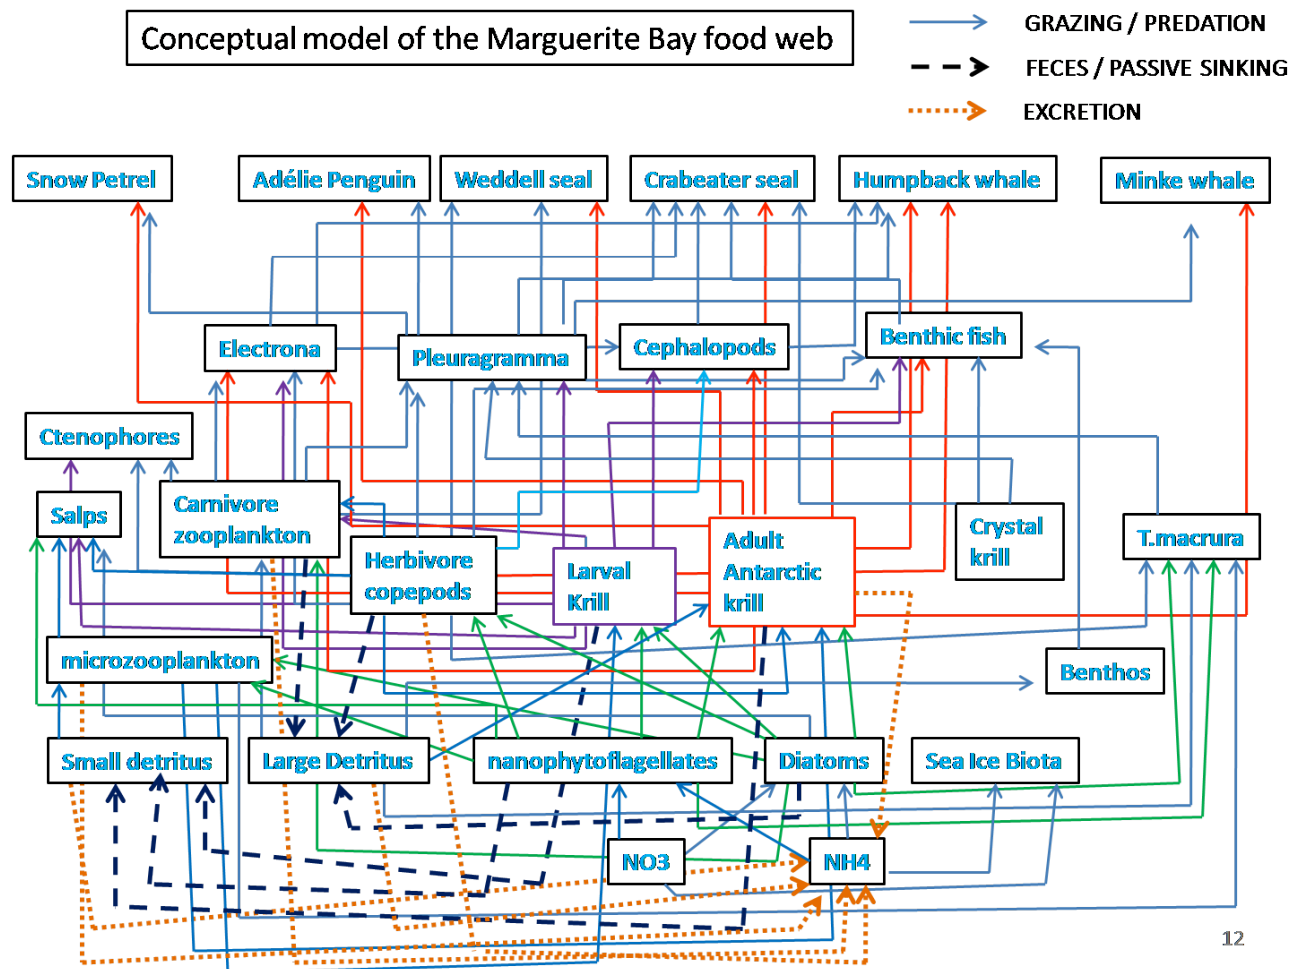 Conceptual model of the Marguerite Bay food web
GRAZING / PREDATION
FECES / PASSIVE SINKING
EXCRETION
Snow Petrel
Adélie Penguin
Weddell seal
Crabeater seal
Humpback whale
Minke whale
Electrona
Pleuragramma
Cephalopods
Benthic fish
Ctenophores
Salps
Carnivore
zooplankton
Herbivore
copepods
Larval
Krill
Adult
Antarctic
krill
Crystal
krill
T.macrura
microzooplankton
Benthos
Small detritus
Large Detritus
nanophytoflagellates
Diatoms
Sea Ice Biota
NO3
NH4
12